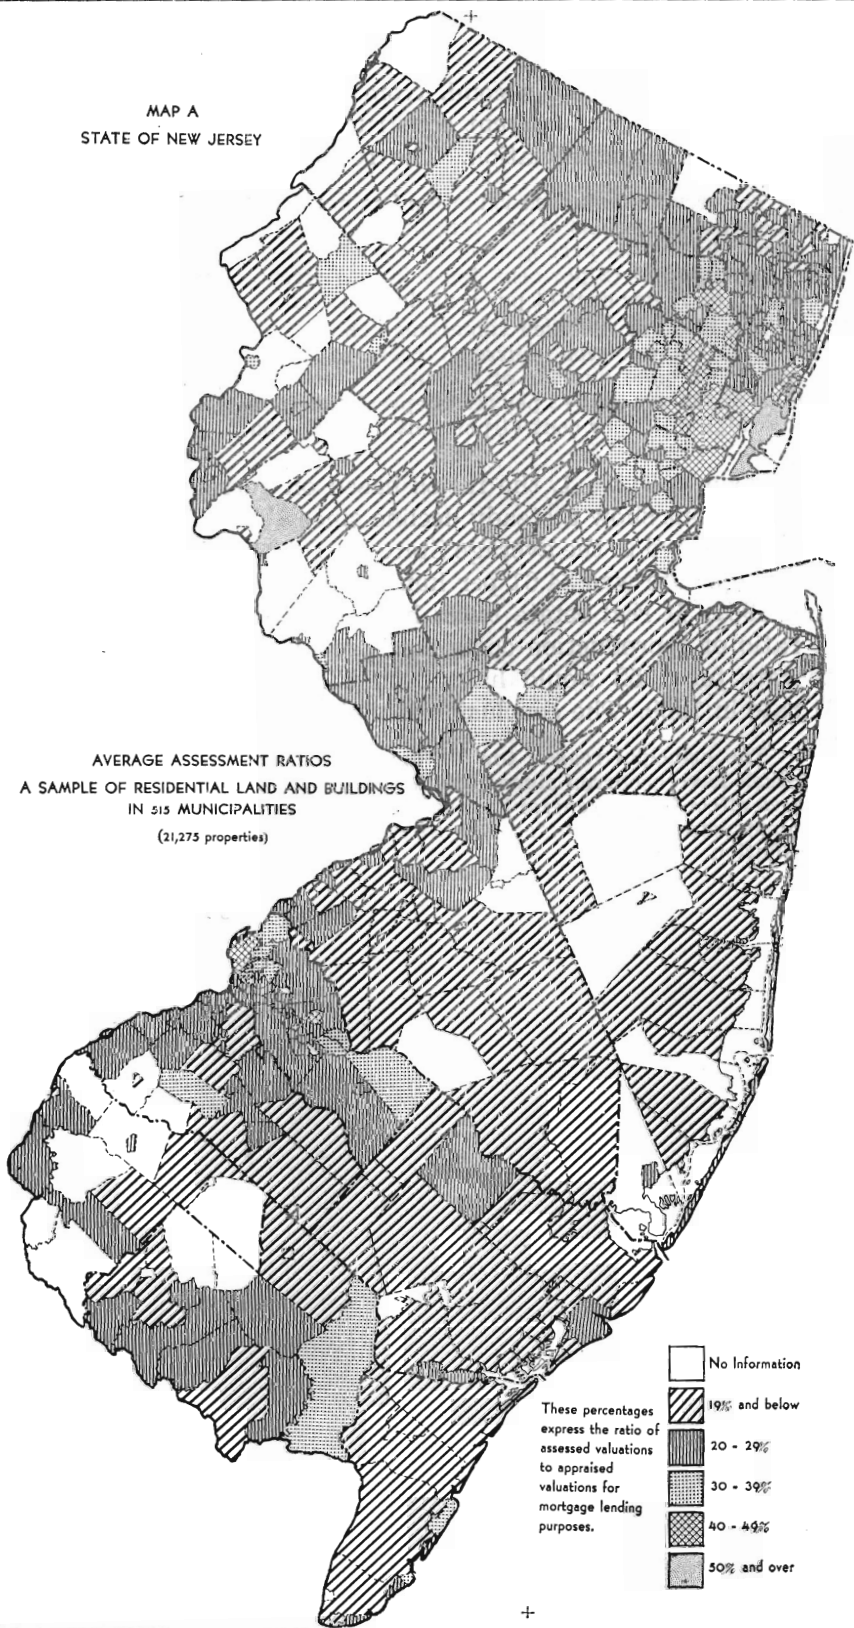 MAP A
STATE OF NEW JERSEY
AVERAGE ASSESSMENT RATIOS
A SAMPLE OF RESIDENTIAL LAND AND BUILDINGS
IN 515 MUNICIPALITIES
(21,275 properties)
These percentages
express the ratio of
assessed valuations
to appraised
valuations for
mortgage lending
purposes.
No Information
19% and below
20 - 29%
30 - 39%
40 - 49%
50% and over